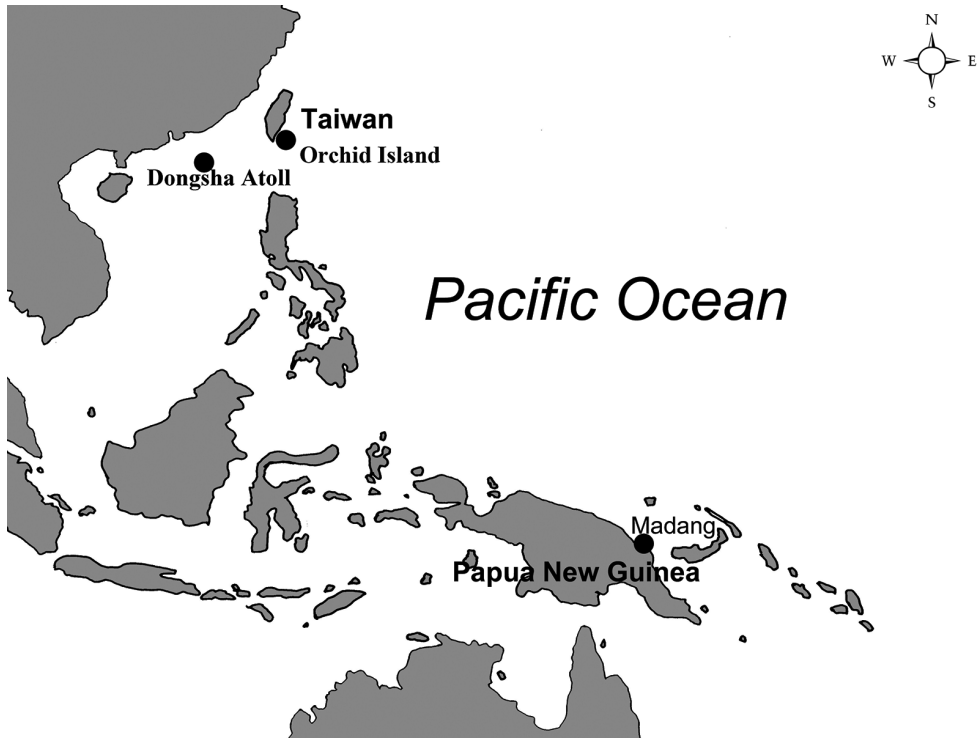 N
W E
S
Taiwan
Orchid Island
Dongsha Atoll
Pacific Ocean
Madang
Papua New Guinea